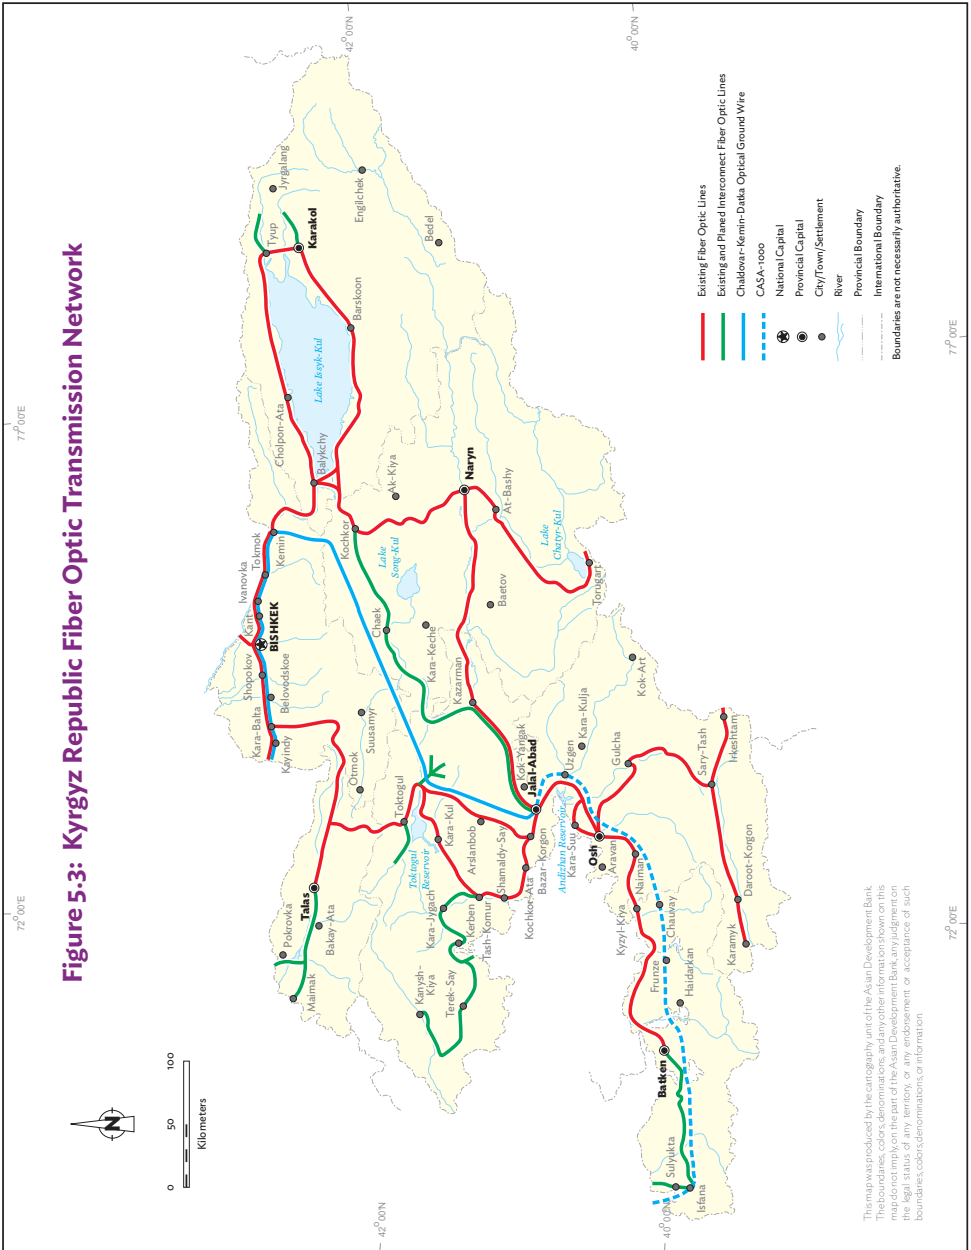 Figure 5.3: Kyrgyz Republic Fiber Optic Transmission Network
72°00'E
77°00'E
42°00'N
42°00'N
40°00'N
40°00'N
72°00'E
77°00'E
N
0 50 100
Kilometers
Pokrovka
Maimak
Talas
Bakay-Ata
Otmok
Suusamyr
Kayindy
Kara-Balta
Belovodskoe
Shopokov
BISHKEK
Kant
Ivanovka
Tokmok
Kemin
Balykchy
Cholpon-Ata
Lake Issyk-Kul
Tyup
Karakol
Jyrgalang
Engilchek
Barskoon
Bedel
Kochkor
Ak-Kiya
Lake
Song-Kul
Chaek
Kara-Keche
Naryn
At-Bashy
Baetov
Lake
Chatyr-Kul
Torugart
Kazarman
Toktogul
Toktogul
Reservoir
Kara-Kul
Arslanbob
Shamaldy-Say
Kara-Jygach
Kerben
Tash-Komur
Kanysh-
Kiya
Terek-Say
Kochkor-Ata
Bazar-Korgon
Kok-Yangak
Jalal-Abad
Andizhan Reservoir
Uzgen
Kara-Kulja
Kok-Art
Kara-Suu
Osh
Aravan
Naiman
Gulcha
Kyzyl-Kiya
Chauvay
Frunze
Haidarkan
Batken
Sulyukta
Isfana
Sary-Tash
Irkeshtam
Daroot-Korgon
Karamyk
Existing Fiber Optic Lines
Existing and Planed Interconnect Fiber Optic Lines
Chaldovar-Kemin-Datka Optical Ground Wire
CASA-1000
National Capital
Provincial Capital
City/Town/Settlement
River
Provincial Boundary
International Boundary
Boundaries are not necessarily authoritative.
This map was produced by the cartography unit of the Asian Development Bank.
The boundaries, colors, denominations, and any other information shown on this
map do not imply, on the part of the Asian Development Bank, any judgment on
the legal status of any territory, or any endorsement or acceptance of such
boundaries, colors, denominations, or information.